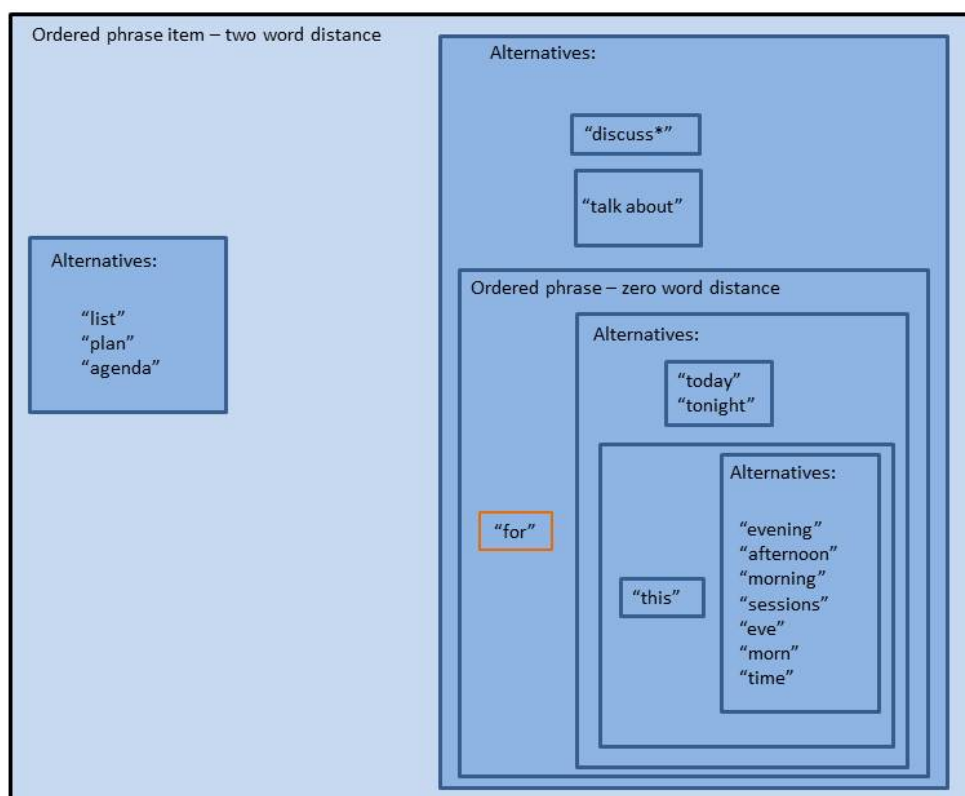 Ordered phrase item – two word distance
Alternatives:
“list”
“plan”
“agenda”
Alternatives:
“discuss*”
“talk about”
Ordered phrase – zero word distance
“for”
Alternatives:
“today”
“tonight”
“this”
Alternatives:
“evening”
“afternoon”
“morning”
“sessions”
“eve”
“morn”
“time”